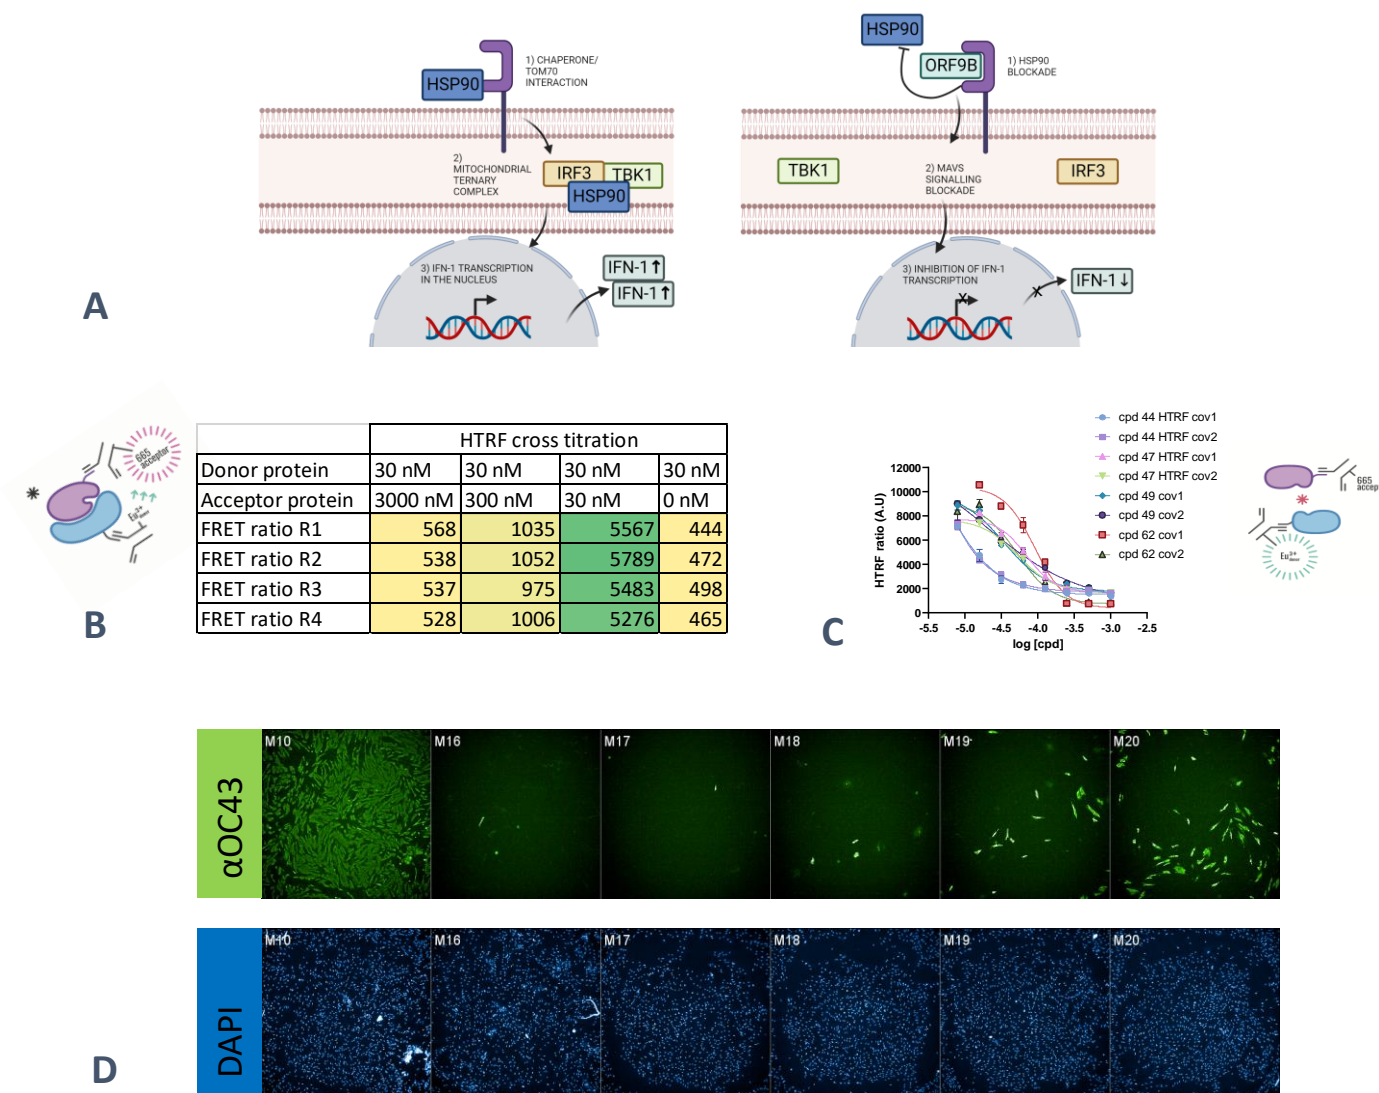 HSP90
1) CHAPERONE/
TOM70
INTERACTION
2)
MITOCHONDRIAL
TERNARY
COMPLEX
IRF3
TBK1
HSP90
3) IFN-1 TRANSCRIPTION
IN THE NUCLEUS
IFN-1↑
IFN-1↑
HSP90
ORF9B
1) HSP90
BLOCKADE
TBK1
2) MAVS
SIGNALLING
BLOCKADE
IRF3
3) INHIBITION OF IFN-1
TRANSCRIPTION
X
X
IFN-1↓
A
665
acceptor
*
Eu3+
donor
HTRF cross titration
Donor protein 30 nM 30 nM 30 nM 30 nM
Acceptor protein 3000 nM 300 nM 30 nM 0 nM
FRET ratio R1 568 1035 5567 444
FRET ratio R2 538 1052 5789 472
FRET ratio R3 537 975 5483 498
FRET ratio R4 528 1006 5276 465
B
cpd 44 HTRF cov1
cpd 44 HTRF cov2
cpd 47 HTRF cov1
cpd 47 HTRF cov2
cpd 49 cov1
cpd 49 cov2
cpd 62 cov1
cpd 62 cov2
HTRF ratio (A.U)
12000
10000
8000
6000
4000
2000
0
-5.5 -5.0 -4.5 -4.0 -3.5 -3.0 -2.5
log [cpd]
665
accep
*
Eu3+
donor
C
αOC43
M10 M16 M17 M18 M19 M20
DAPI
M10 M16 M17 M18 M19 M20
D